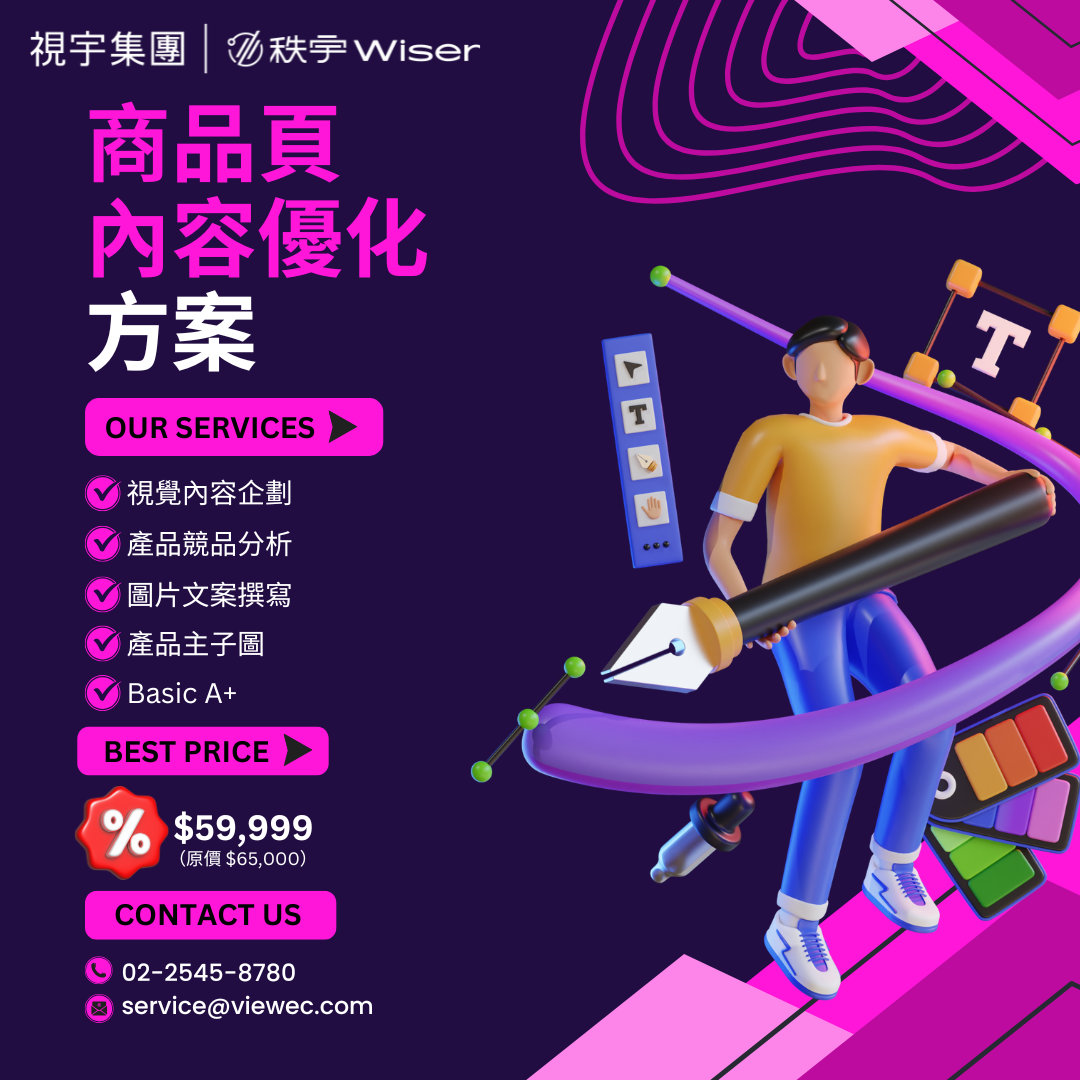 視宇集團 | 秩宇 Wiser
商品頁
內容優化
方案
OUR SERVICES
視覺內容企劃
產品競品分析
圖片文案撰寫
產品主子圖
Basic A+
BEST PRICE
% $59,999
（原價 $65,000）
CONTACT US
02-2545-8780
service@viewec.com
T
T